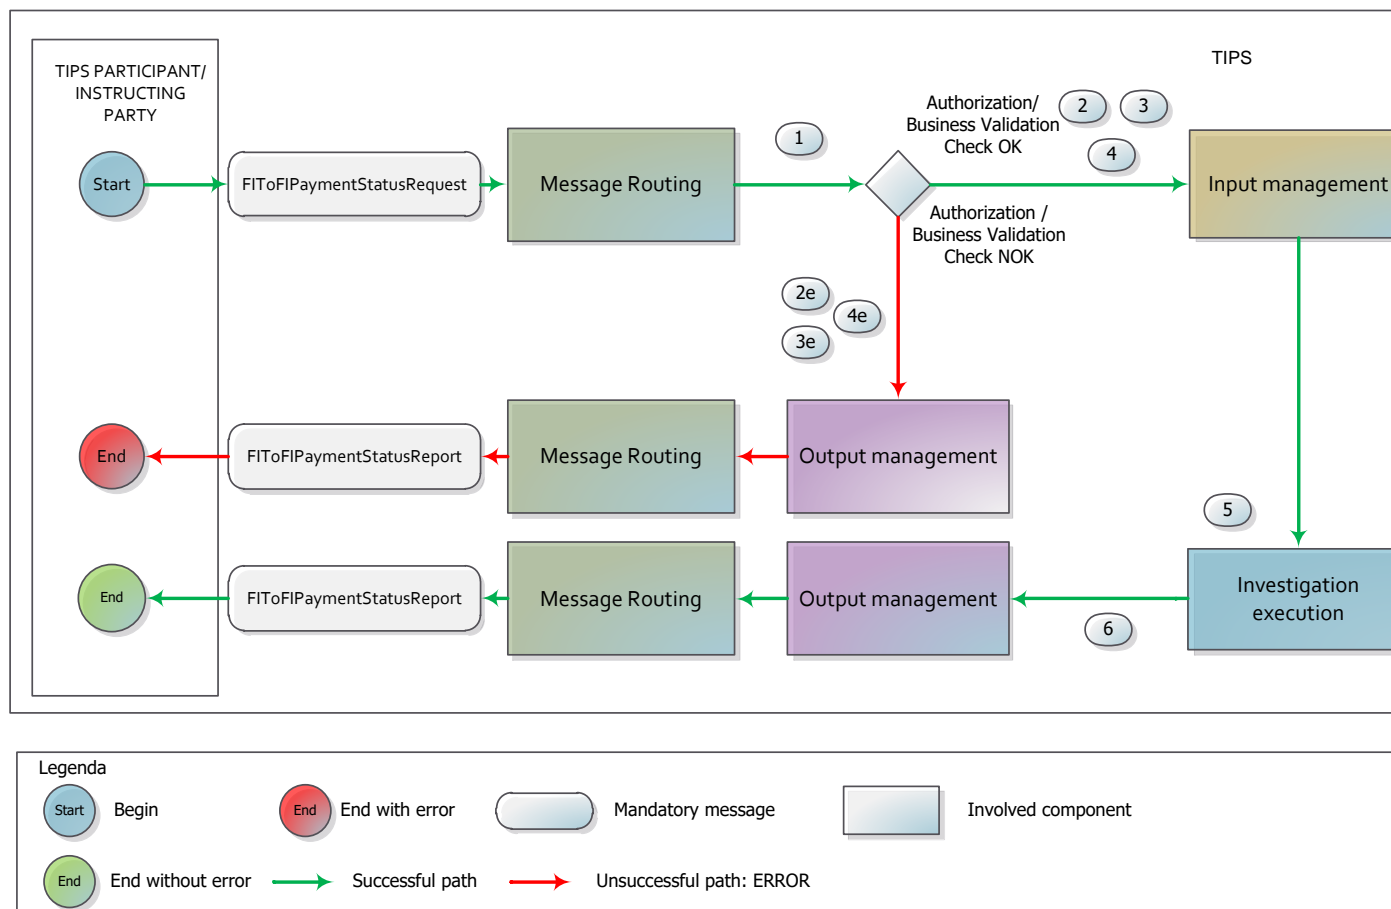 TIPS PARTICIPANT/
INSTRUCTING
PARTY
TIPS
Start
FIToFIPaymentStatusRequest
Message Routing
1
Authorization/
Business Validation
Check OK
2
3
4
Input management
Authorization /
Business Validation
Check NOK
2e
4e
3e
End
FIToFIPaymentStatusReport
Message Routing
Output management
5
End
FIToFIPaymentStatusReport
Message Routing
Output management
6
Investigation
execution
Legenda
Start
Begin
End
End with error
Mandatory message
Involved component
End
End without error
Successful path
Unsuccessful path: ERROR